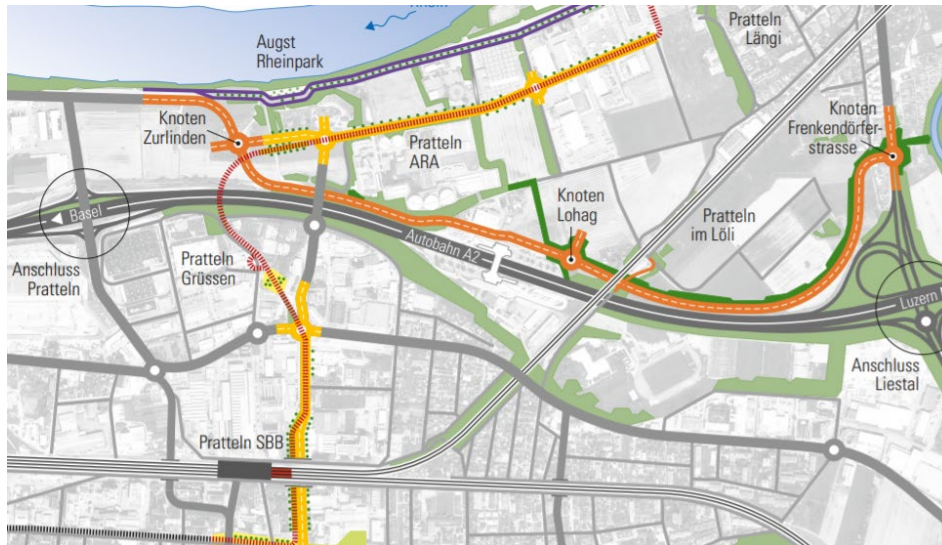 Rhein
Augst
Rheinpark
Pratteln
Längi
Knoten
Zurlinden
Pratteln
ARA
Knoten
Frenkendörfer-
strasse
Knoten
Lohag
Pratteln
im Löli
Basel
Autobahn A2
Anschluss
Pratteln
Pratteln
Grüssen
Luzern
Anschluss
Liestal
Pratteln SBB